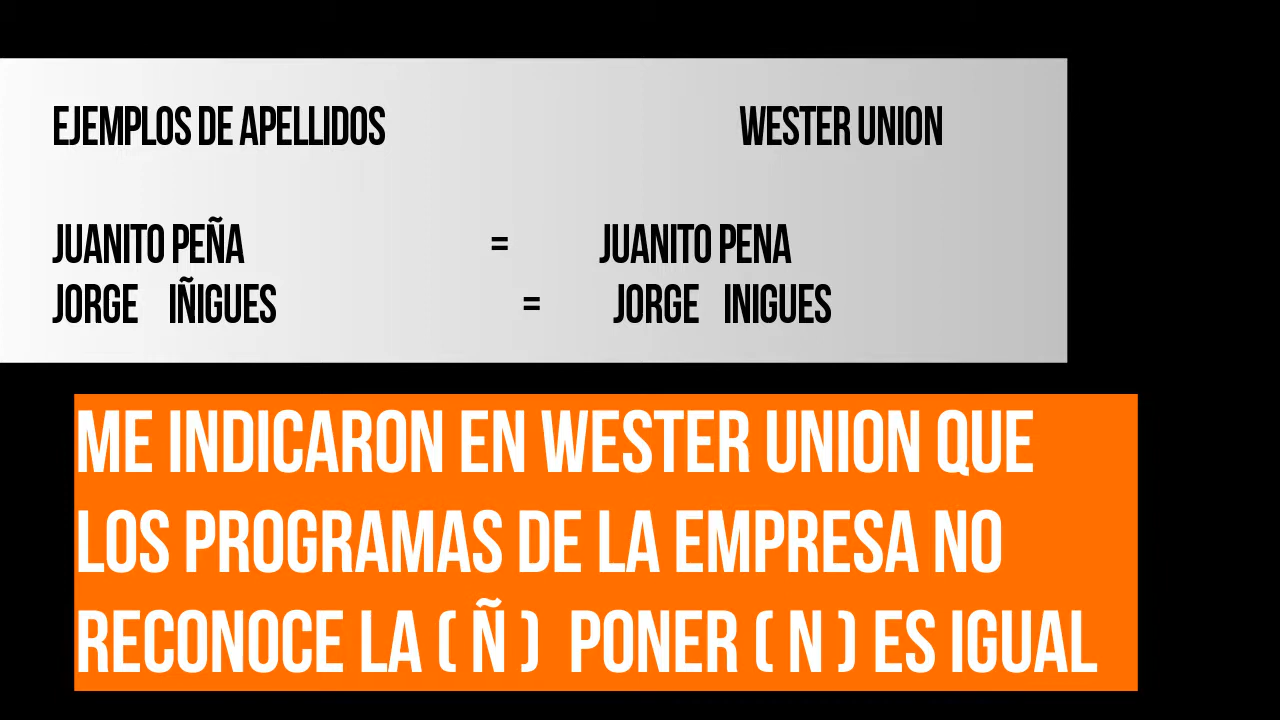 EJEMPLOS DE APELLIDOS WESTER UNION
JUANITO PEÑA = JUANITO PENA
JORGE IÑIGUES = JORGE INIGUES
ME INDICARON EN WESTER UNION QUE
LOS PROGRAMAS DE LA EMPRESA NO
RECONOCE LA ( Ñ ) PONER ( N ) ES IGUAL